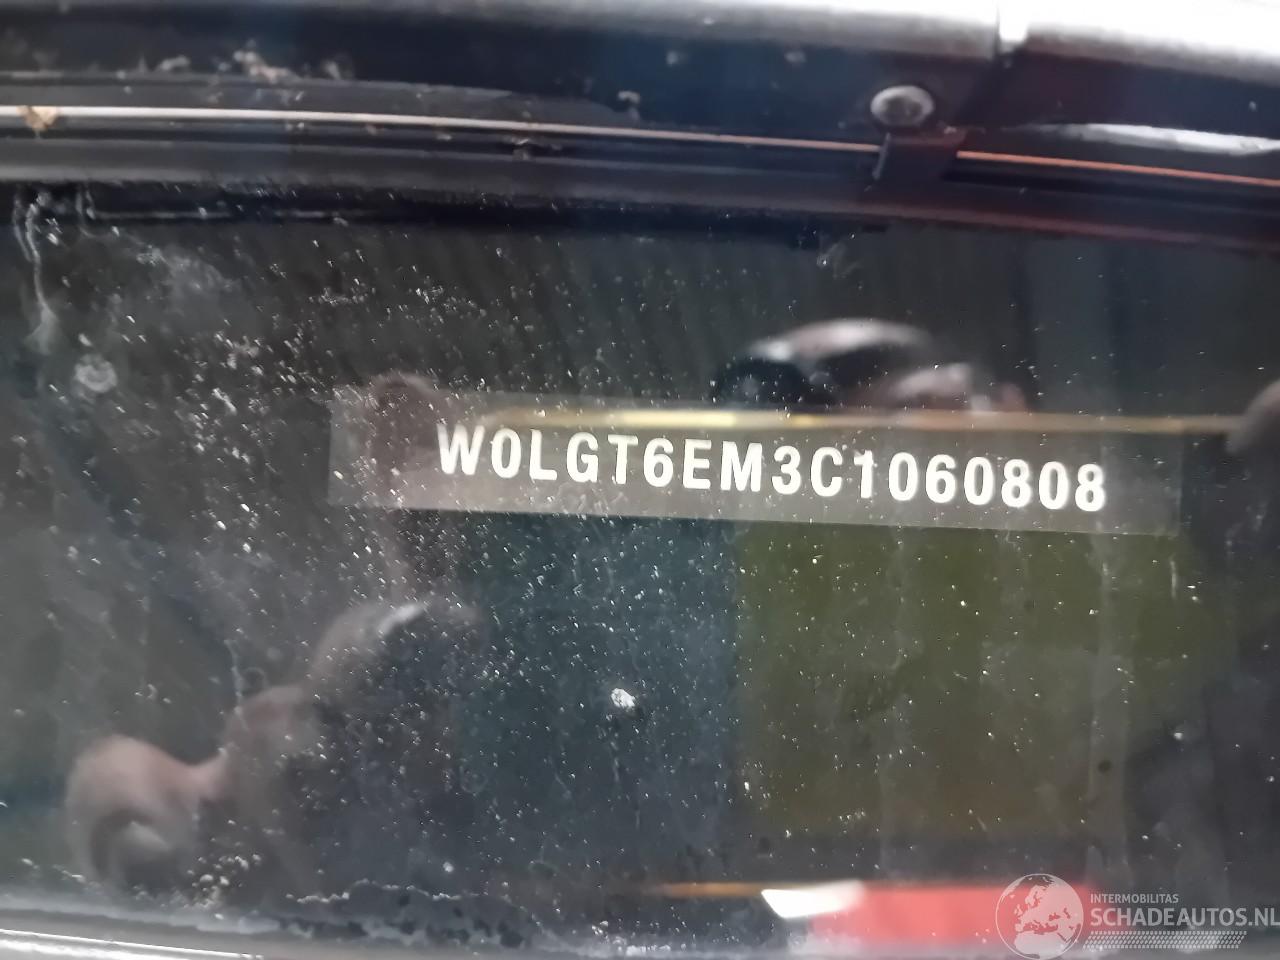 W0LGT6EM3C1060808
INTERMOBILITAS
SCHADEAUTOS.NL